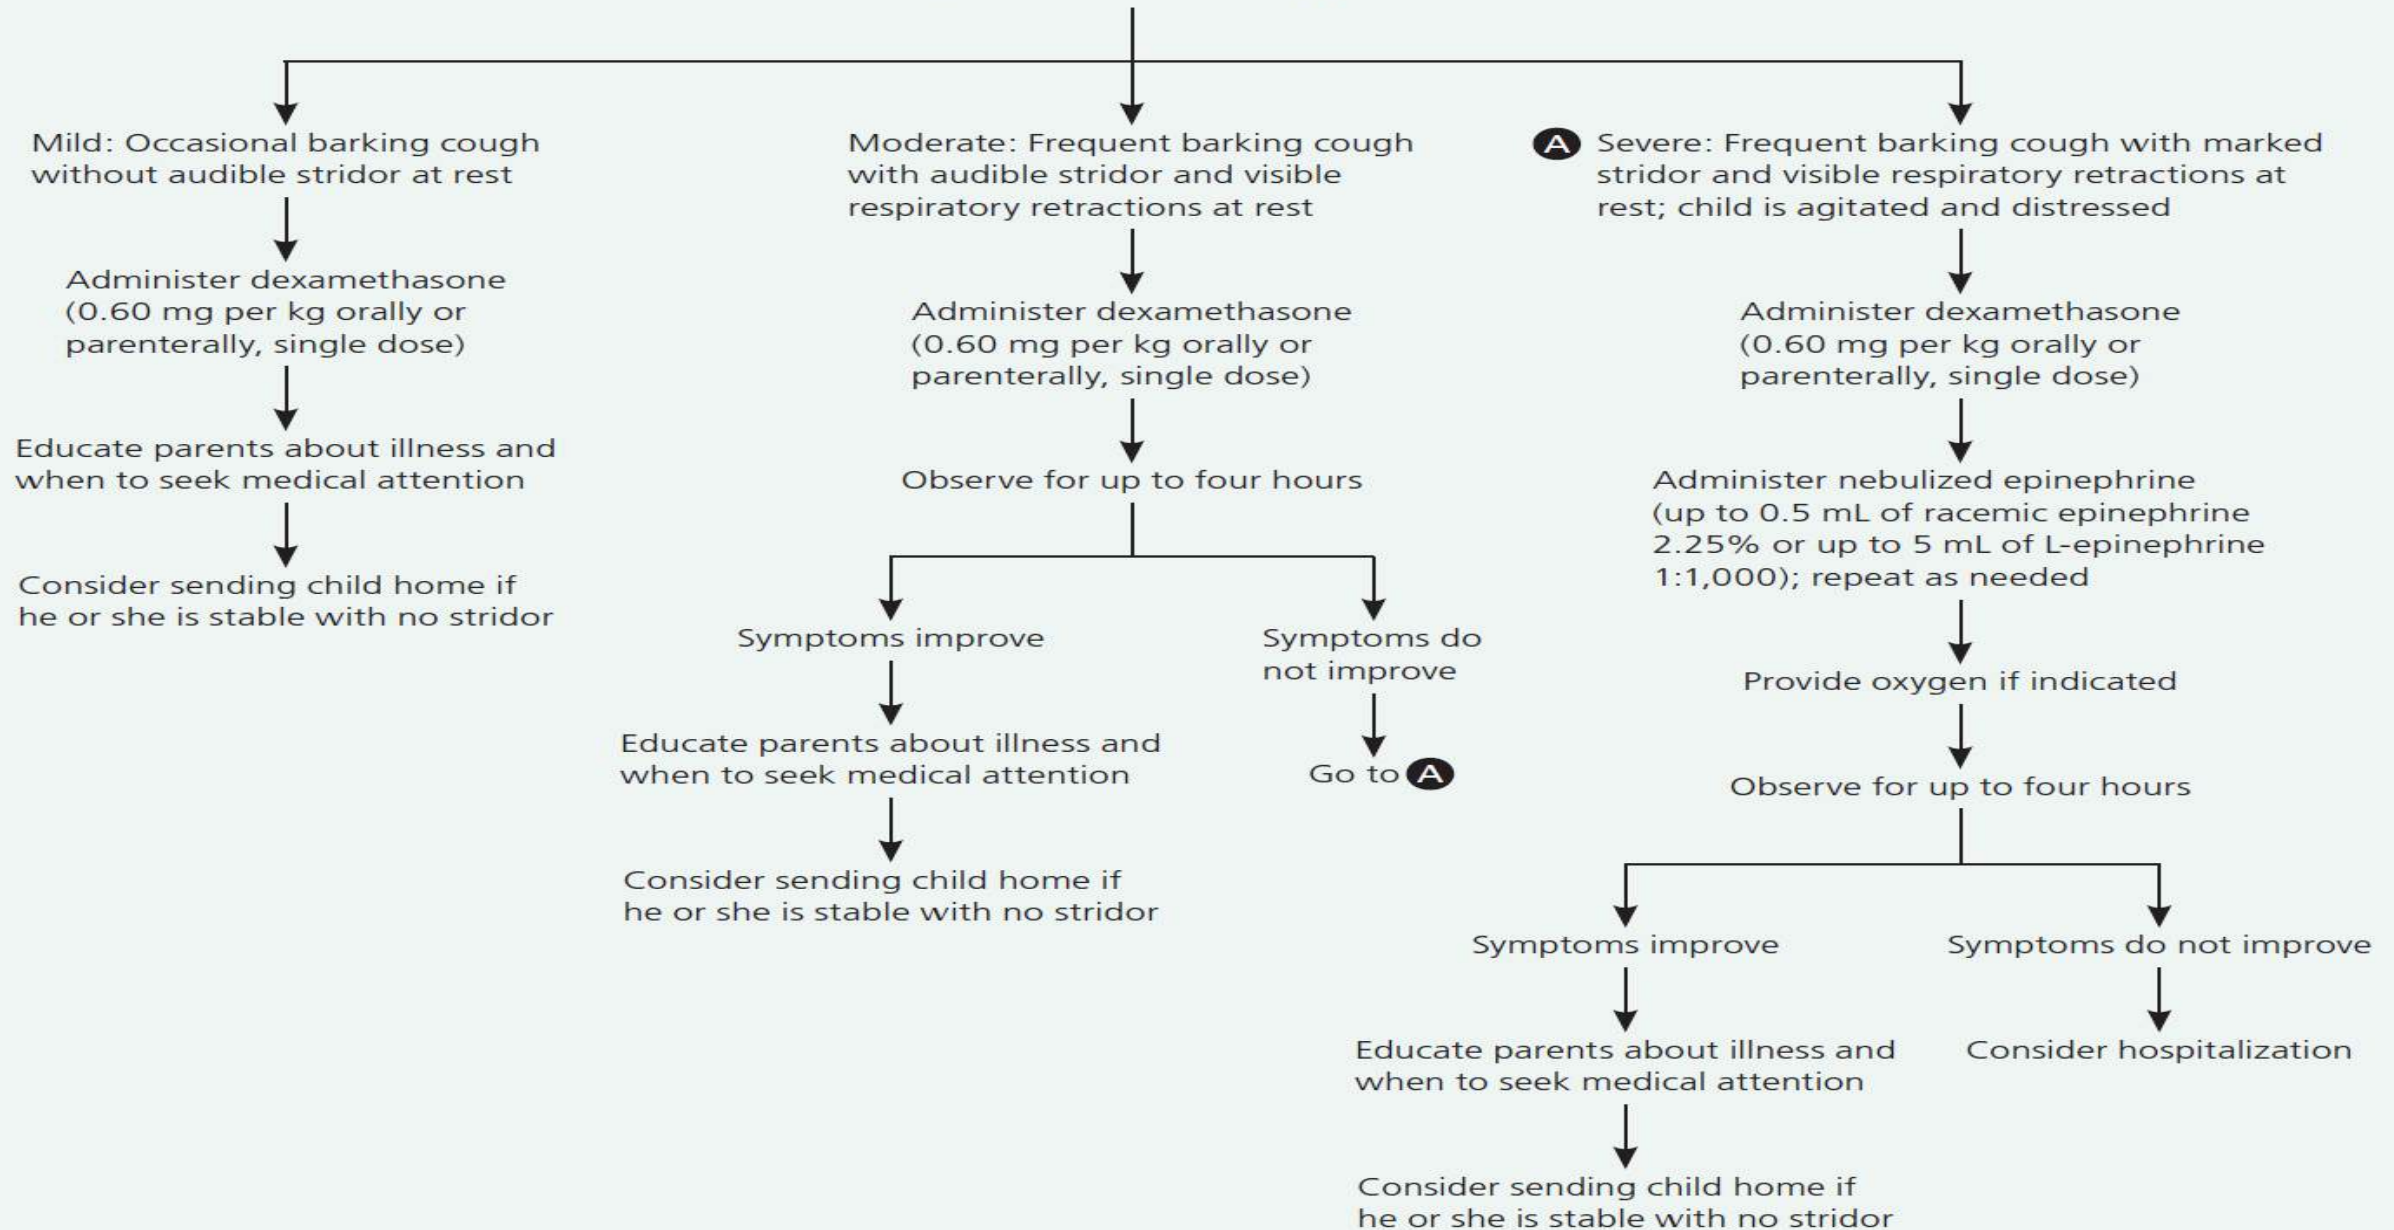 Mild: Occasional barking cough
without audible stridor at rest
Administer dexamethasone
(0.60 mg per kg orally or
parenterally, single dose)
Educate parents about illness and
when to seek medical attention
Consider sending child home if
he or she is stable with no stridor
Moderate: Frequent barking cough
with audible stridor and visible
respiratory retractions at rest
Administer dexamethasone
(0.60 mg per kg orally or
parenterally, single dose)
Observe for up to four hours
Symptoms improve
Educate parents about illness and
when to seek medical attention
Consider sending child home if
he or she is stable with no stridor
Symptoms do
not improve
Go to A
A Severe: Frequent barking cough with marked
stridor and visible respiratory retractions at
rest; child is agitated and distressed
Administer dexamethasone
(0.60 mg per kg orally or
parenterally, single dose)
Administer nebulized epinephrine
(up to 0.5 mL of racemic epinephrine
2.25% or up to 5 mL of L-epinephrine
1:1,000); repeat as needed
Provide oxygen if indicated
Observe for up to four hours
Symptoms improve
Educate parents about illness and
when to seek medical attention
Consider sending child home if
he or she is stable with no stridor
Symptoms do not improve
Consider hospitalization